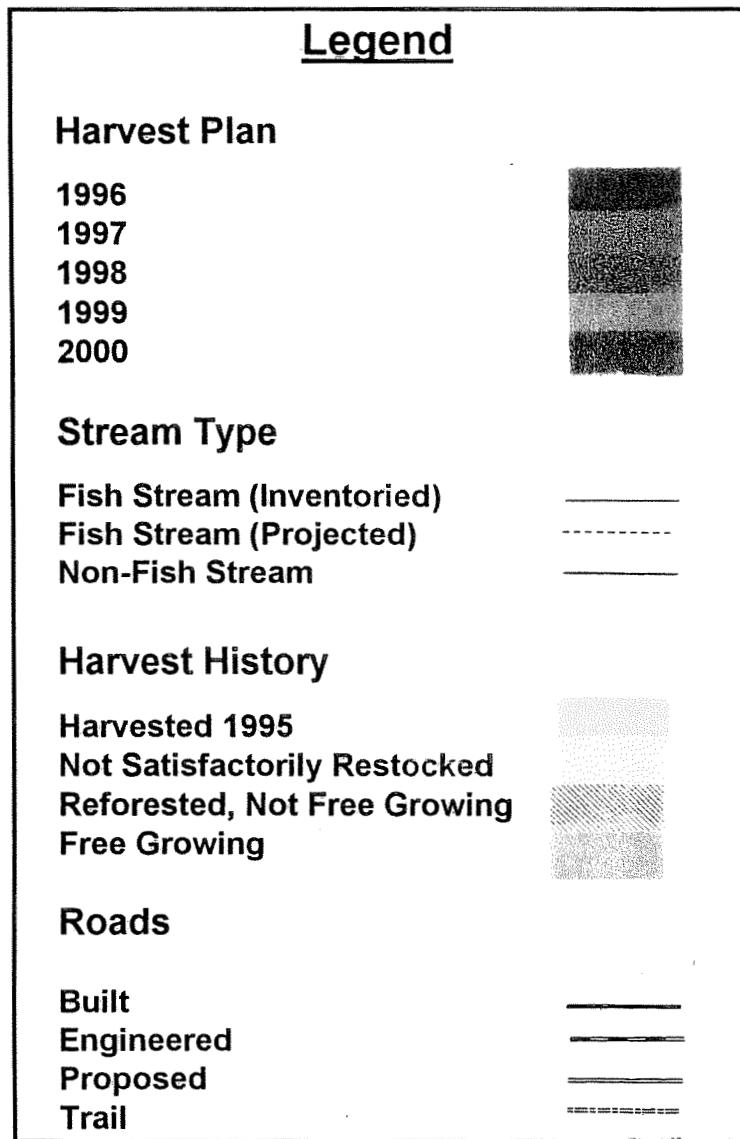 Legend
Harvest Plan
1996
1997
1998
1999
2000
Stream Type
Fish Stream (Inventoried)
Fish Stream (Projected)
Non-Fish Stream
Harvest History
Harvested 1995
Not Satisfactorily Restocked
Reforested, Not Free Growing
Free Growing
Roads
Built
Engineered
Proposed
Trail